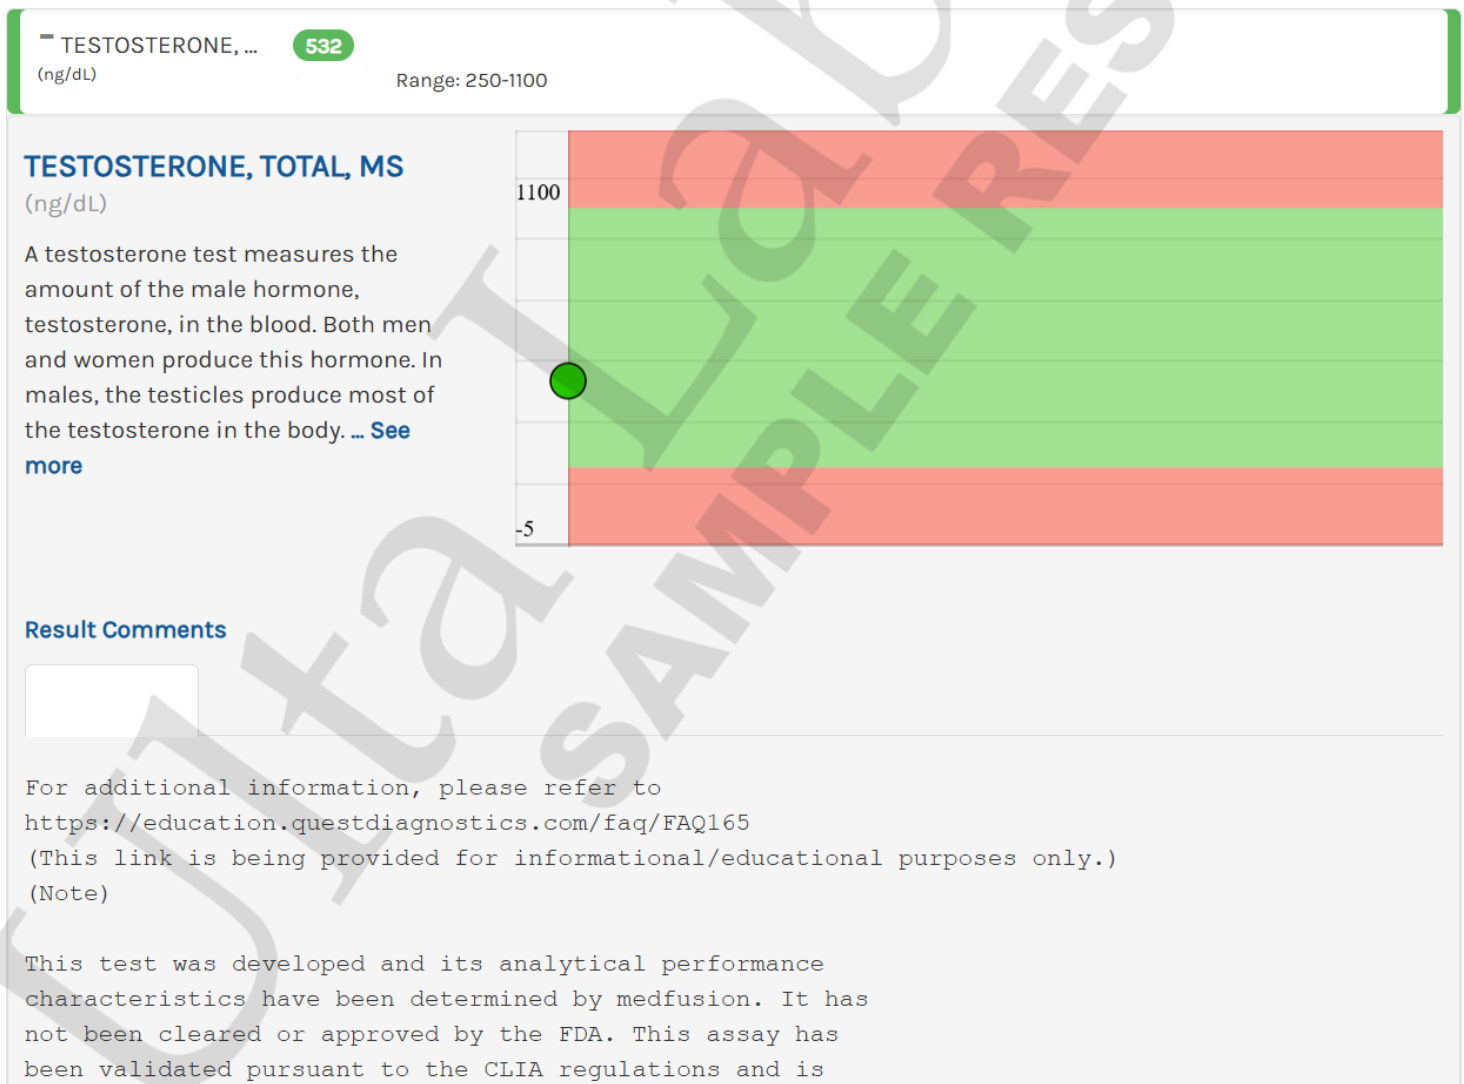 TESTOSTERONE, ... 532
(ng/dL)
Range: 250-1100
TESTOSTERONE, TOTAL, MS
(ng/dL)
A testosterone test measures the
amount of the male hormone,
testosterone, in the blood. Both men
and women produce this hormone. In
males, the testicles produce most of
the testosterone in the body. ... See
more
1100
-5
Result Comments
For additional information, please refer to
https://education.questdiagnostics.com/faq/FAQ165
(This link is being provided for informational/educational purposes only.)
(Note)
This test was developed and its analytical performance
characteristics have been determined by medfusion. It has
not been cleared or approved by the FDA. This assay has
been validated pursuant to the CLIA regulations and is
Ulta Lab
SAMPLE RES